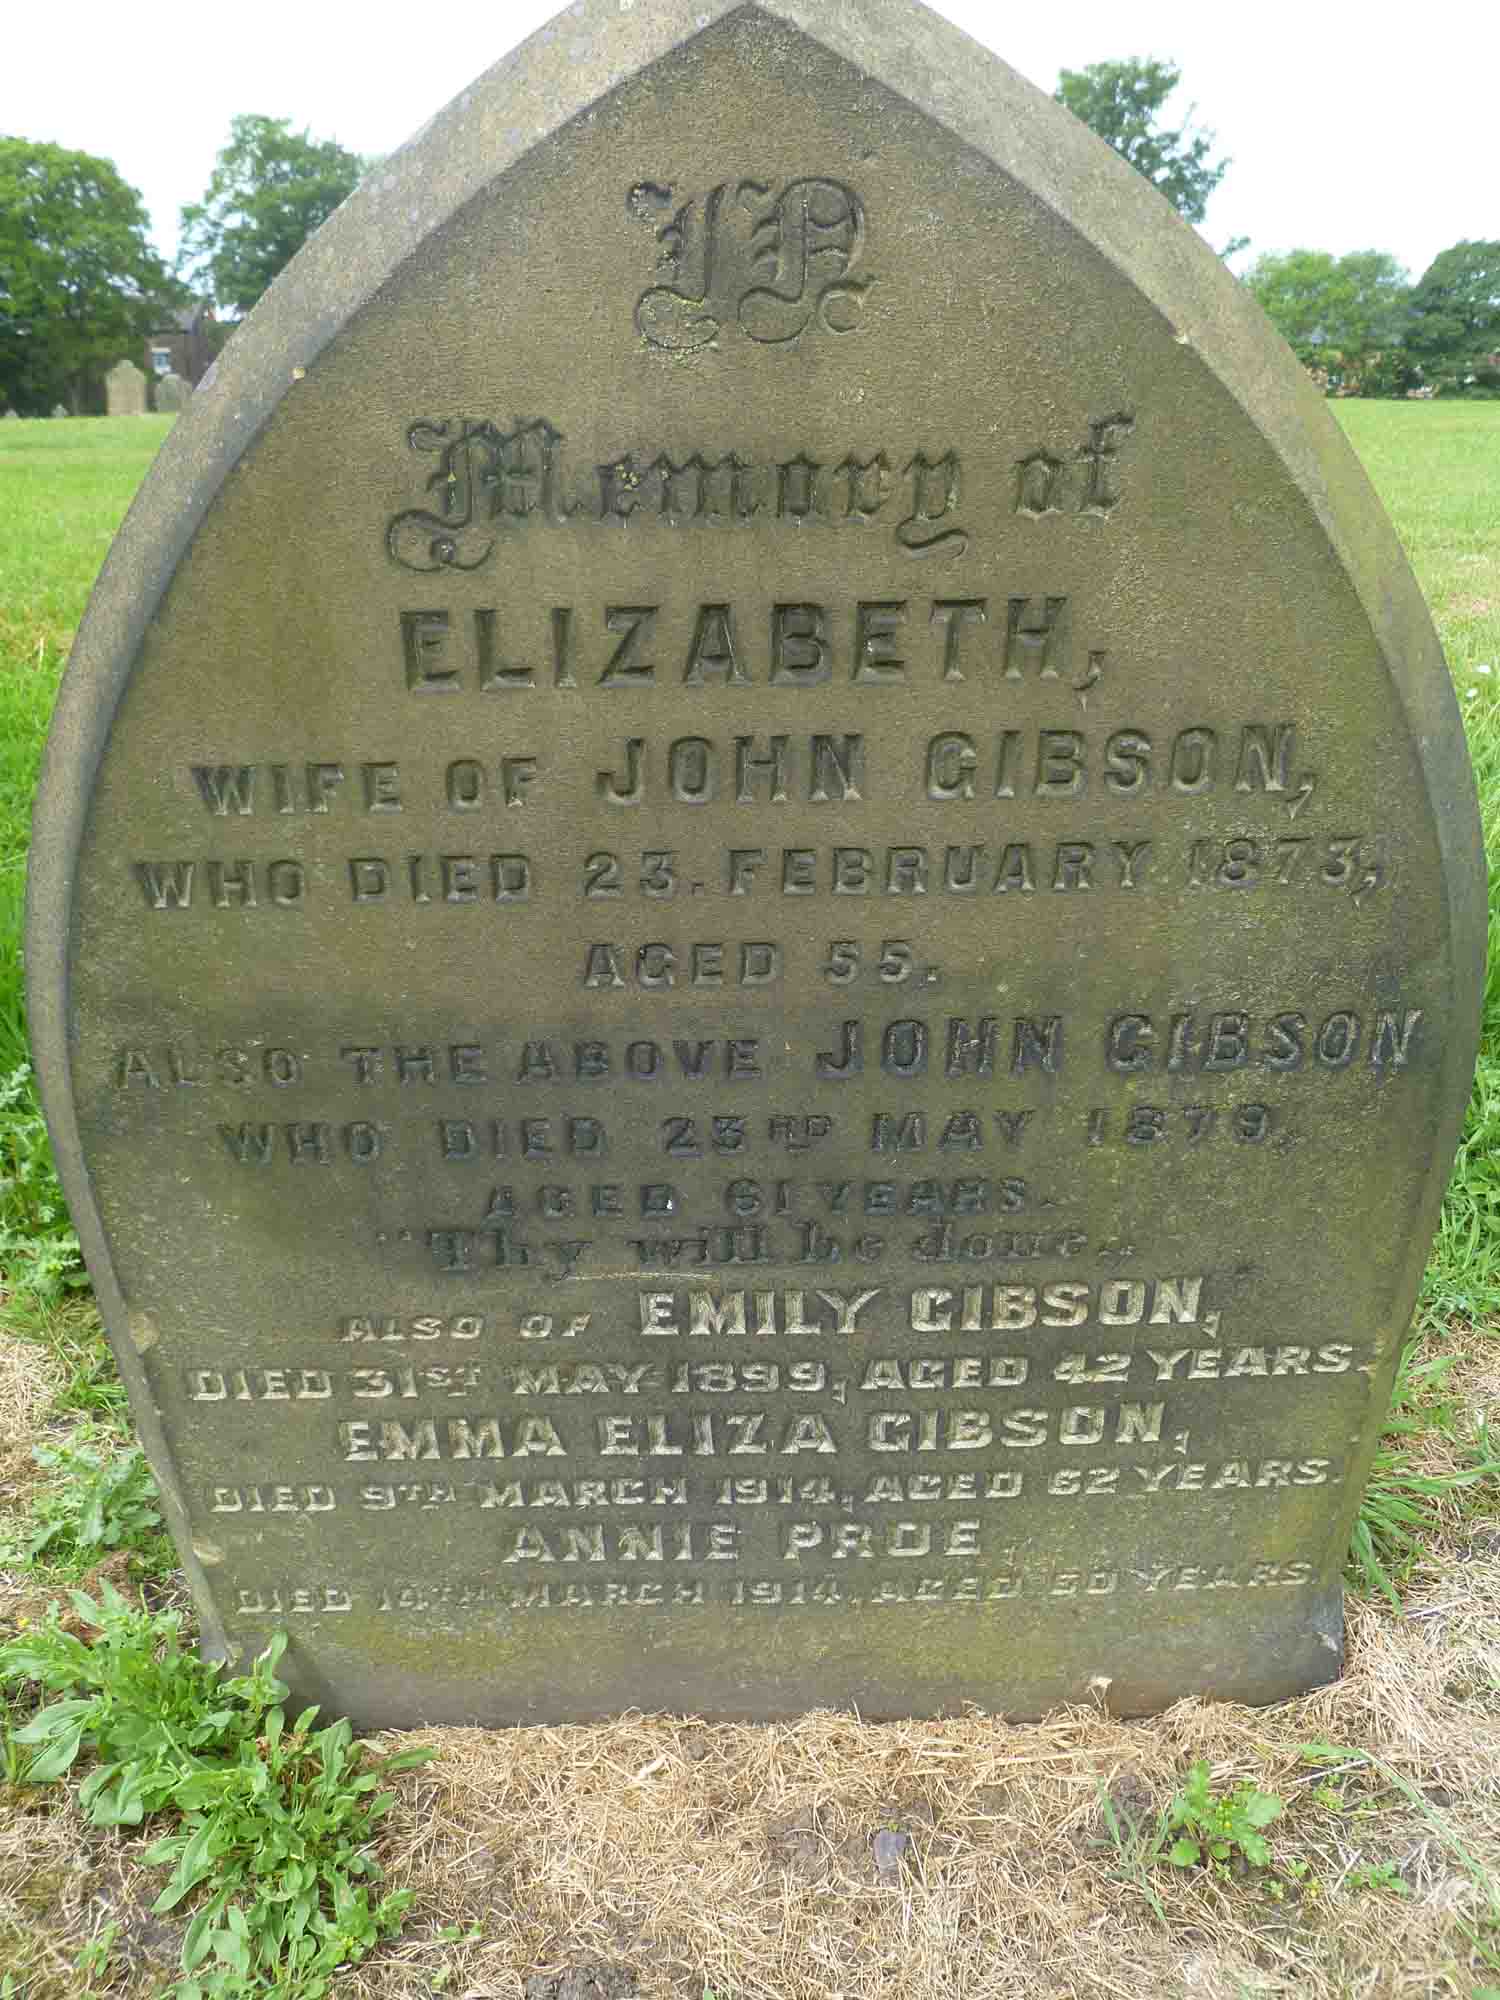 In
Memory of
ELIZABETH,
WIFE OF JOHN GIBSON,
WHO DIED 23. FEBRUARY 1873,
AGED 55.
ALSO THE ABOVE JOHN GIBSON
WHO DIED 23RD MAY 1879,
AGED 61 YEARS.
"Thy will be done."
ALSO OF EMILY GIBSON,
DIED 31ST MAY 1899, AGED 42 YEARS.
EMMA ELIZA GIBSON,
DIED 9TH MARCH 1914, AGED 62 YEARS.
ANNIE PROE
DIED 14TH MARCH 1914, AGED 50 YEARS.